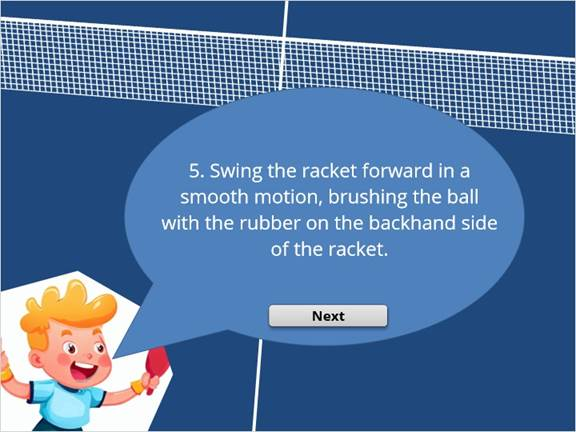 5. Swing the racket forward in a
smooth motion, brushing the ball
with the rubber on the backhand side
of the racket.
Next